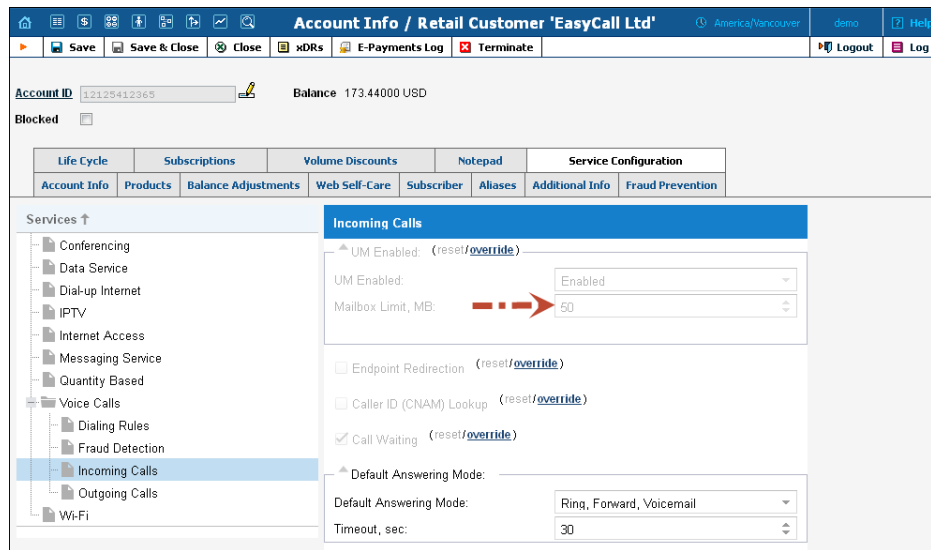 Account Info / Retail Customer 'EasyCall Ltd' America/Vancouver demo Help
Save Save & Close Close xDRs E-Payments Log Terminate Logout Log
Account ID 12125412365 Balance 173.44000 USD
Blocked
Life Cycle Subscriptions Volume Discounts Notepad Service Configuration
Account Info Products Balance Adjustments Web Self-Care Subscriber Aliases Additional Info Fraud Prevention
Services
Conferencing
Data Service
Dial-up Internet
IPTV
Internet Access
Messaging Service
Quantity Based
Voice Calls
Dialing Rules
Fraud Detection
Incoming Calls
Outgoing Calls
Wi-Fi
Incoming Calls
UM Enabled: (reset/override)
UM Enabled: Enabled
Mailbox Limit, MB: 50
Endpoint Redirection (reset/override)
Caller ID (CNAM) Lookup (reset/override)
Call Waiting (reset/override)
Default Answering Mode:
Default Answering Mode: Ring, Forward, Voicemail
Timeout, sec: 30